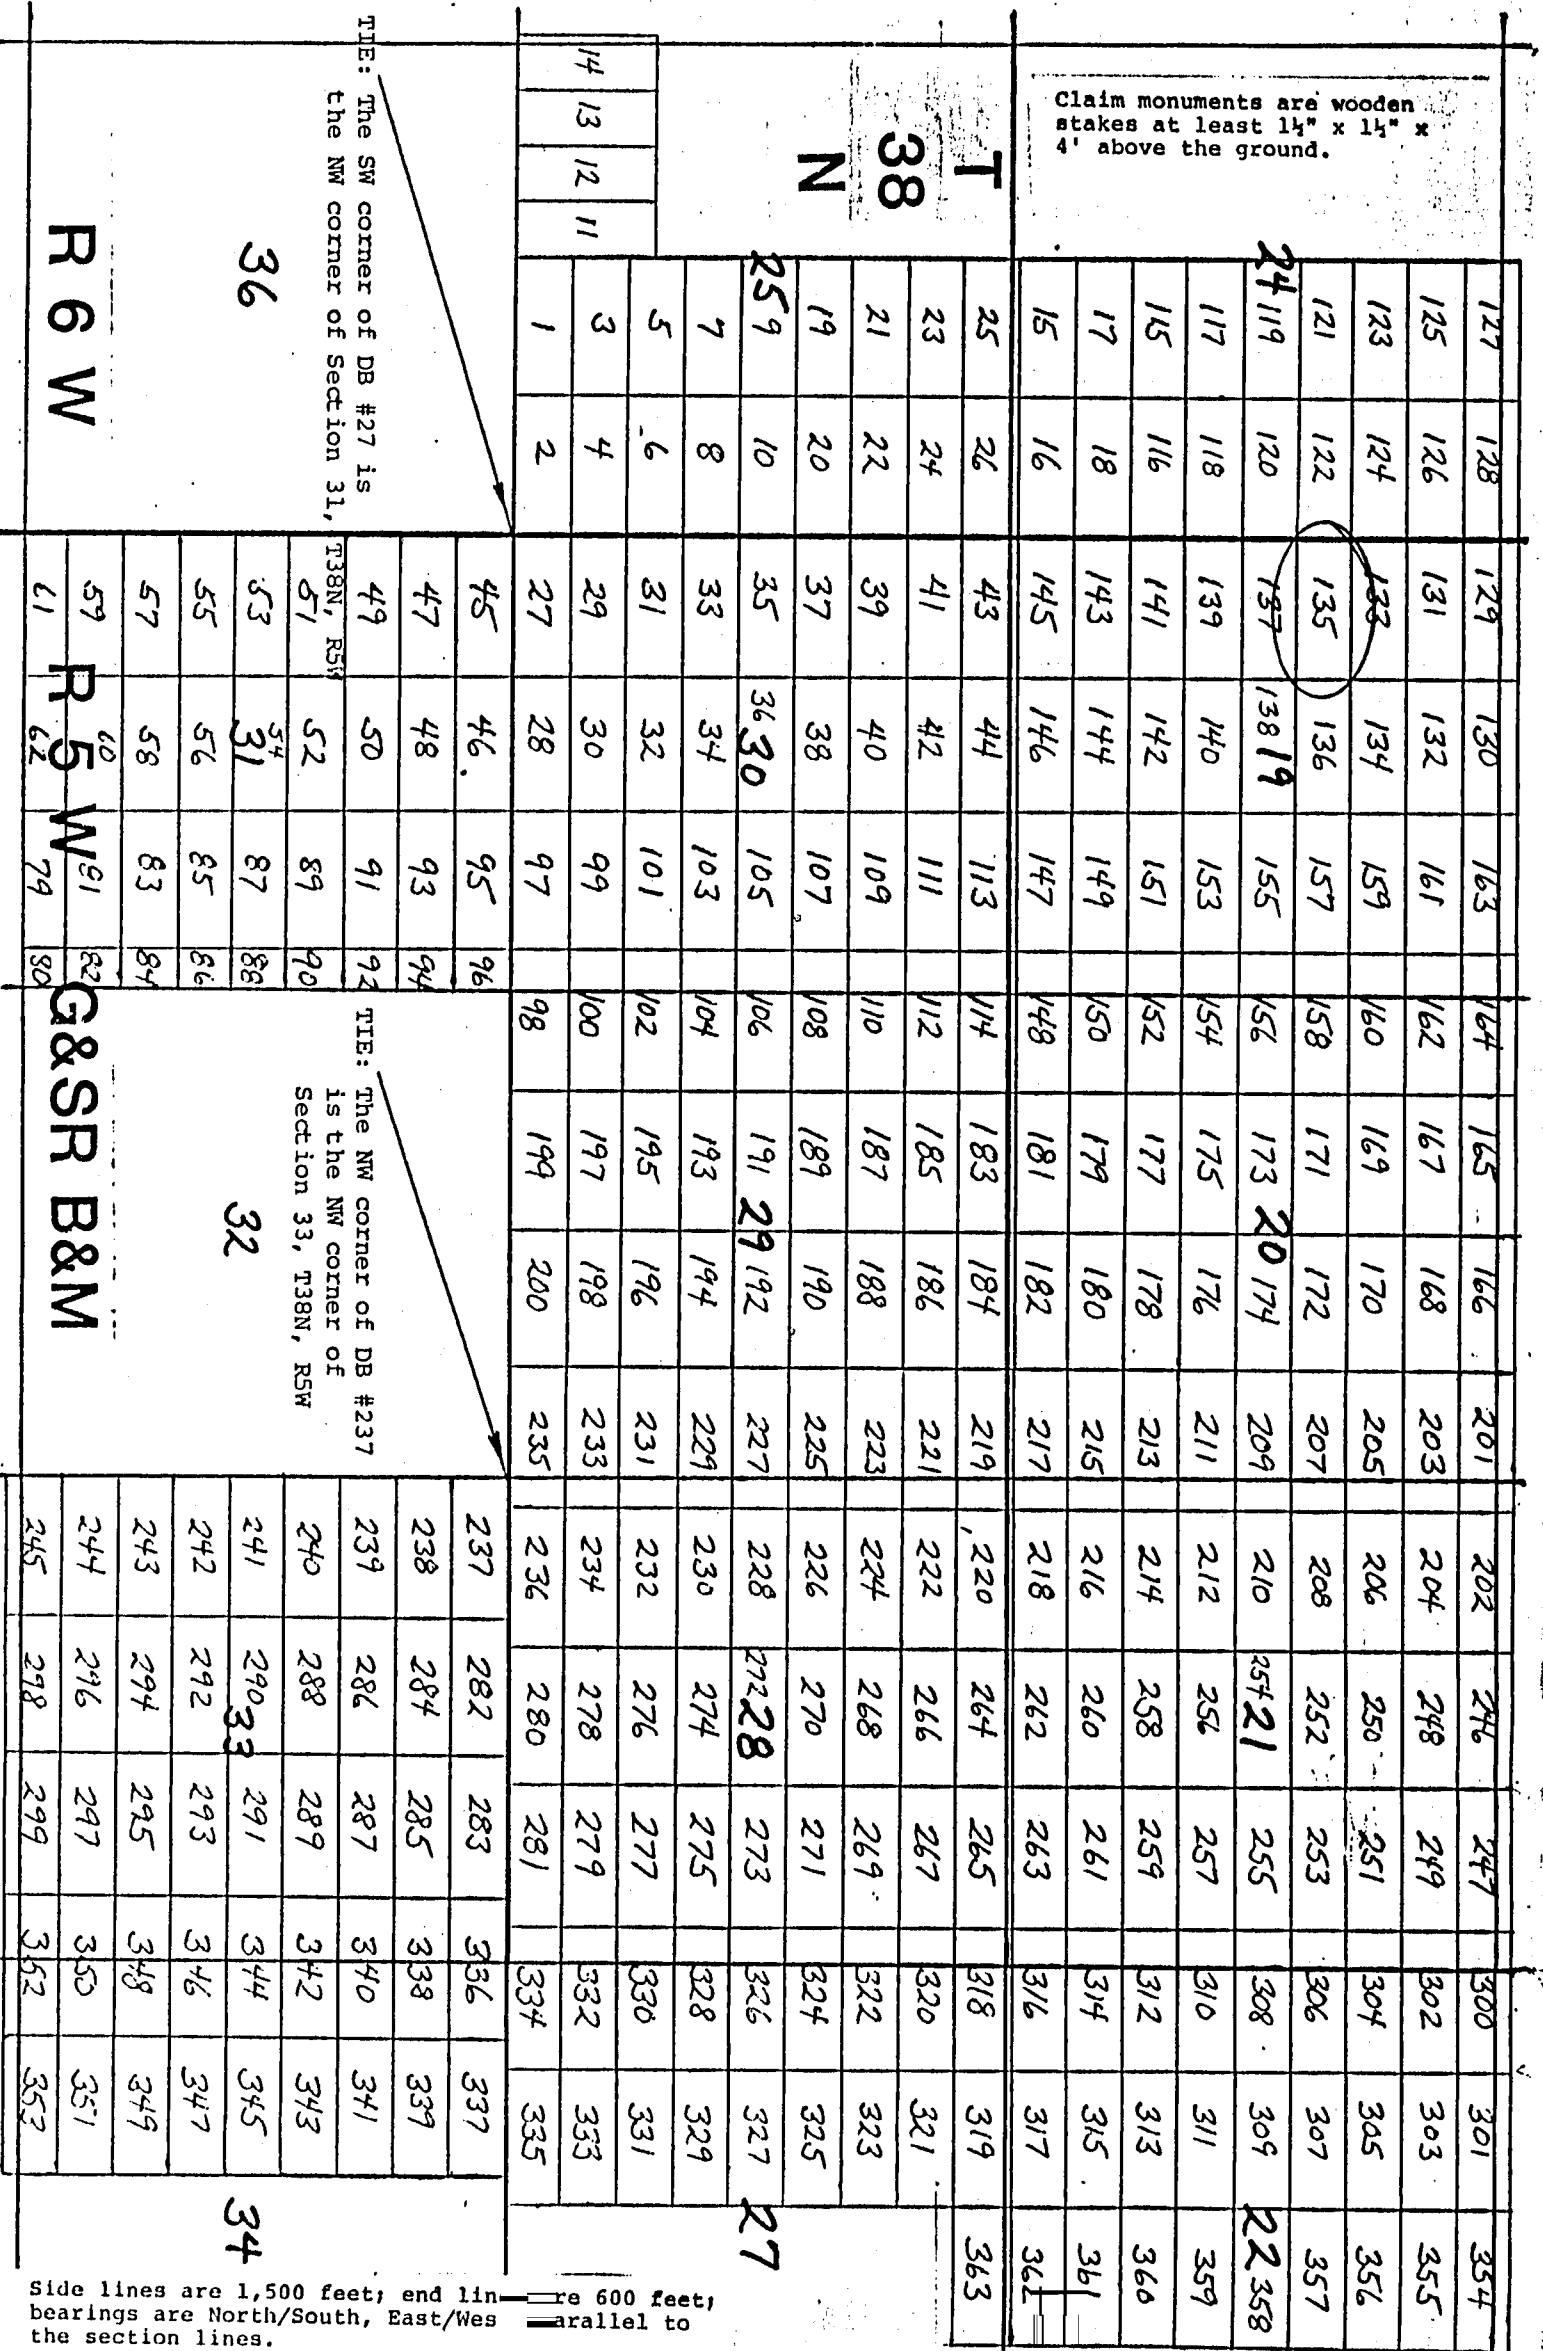 Claim monuments are wooden
stakes at least 1½" x 1½" x
4' above the ground.
127 128 129 130 163 164 165 166 201 202 246 247 300 301 354
125 126 131 132 161 162 167 168 203 204 248 249 302 303 355
123 124 133 134 159 160 169 170 205 206 250 251 304 305 356
121 122 135 136 157 158 171 172 207 208 252 253 306 307 357
24 119 120 137 138 19 155 156 173 20 174 209 210 254 21 255 308 309 22 358
117 118 139 140 153 154 175 176 211 212 256 257 310 311 359
115 116 141 142 151 152 177 178 213 214 258 259 312 313 360
17 18 143 144 149 150 179 180 215 216 260 261 314 315 361
15 16 145 146 147 148 181 182 217 218 262 263 316 317 362
T
38
N
25 26 43 44 113 114 183 184 219 220 264 265 318 319 363
23 24 41 42 111 112 185 186 221 222 266 267 320 321
21 22 39 40 109 110 187 188 223 224 268 269 322 323
19 20 37 38 107 108 189 190 225 226 270 271 324 325
25 9 10 35 36 30 105 106 191 29 192 227 228 272 28 273 326 327 27
7 8 33 34 103 104 193 194 229 230 274 275 328 329
5 6 31 32 101 102 195 196 231 232 276 277 330 331
14 13 12 11 3 4 29 30 99 100 197 198 233 234 278 279 332 333
1 2 27 28 97 98 199 200 235 236 280 281 334 335
45 46 95 96 237 282 283 336 337
47 48 93 94 238 284 285 338 339
49 50 91 92 239 286 287 340 341
51 52 89 90 240 288 289 342 343
36 53 54 31 87 88 32 241 290 33 291 344 345 34
55 56 85 86 242 292 293 346 347
57 58 83 84 243 294 295 348 349
59 60 81 82 244 296 297 350 351
61 62 79 80 245 298 299 352 353
TIE: The SW corner of DB #27 is
the NW corner of Section 31, T38N, R5W
TIE: The NW corner of DB #237
is the NW corner of
Section 33, T38N, R5W
R 6 W
R 5 W
G&SR B&M
Side lines are 1,500 feet; end lin re 600 feet;
bearings are North/South, East/Wes arallel to
the section lines.